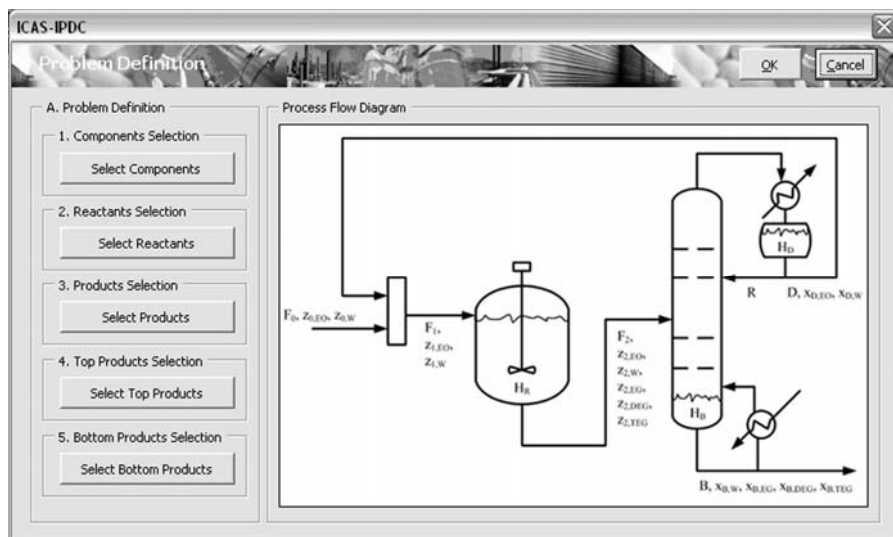 ICAS-IPDC
Problem Definition
OK
Cancel
A. Problem Definition
1. Components Selection
Select Components
2. Reactants Selection
Select Reactants
3. Products Selection
Select Products
4. Top Products Selection
Select Top Products
5. Bottom Products Selection
Select Bottom Products
Process Flow Diagram
H_D
R
D, x_D,EO, x_D,W
F_0, z_0,EO, z_0,W
F_1,
z_1,EO,
z_1,W
H_R
F_2,
z_2,EO,
z_2,W,
z_2,EG,
z_2,DEG,
z_2,TEG
H_B
B, x_B,W, x_B,EG, x_B,DEG, x_B,TEG